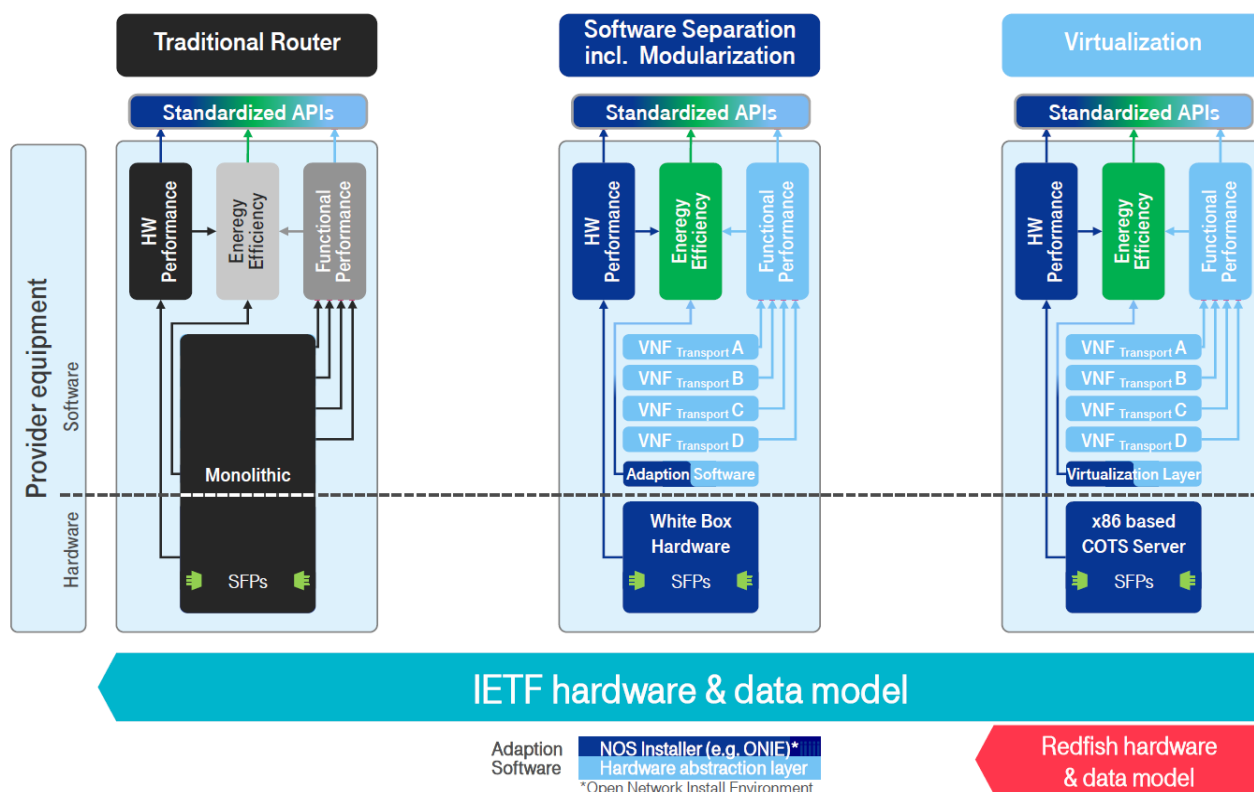 Traditional Router
Software Separation
incl. Modularization
Virtualization
Standardized APIs
Standardized APIs
Standardized APIs
Provider equipment
Software
Hardware
HW
Performance
Eneregy
Efficiency
Functional
Performance
Monolithic
SFPs
HW
Performance
Eneregy
Efficiency
Functional
Performance
VNF Transport A
VNF Transport B
VNF Transport C
VNF Transport D
Adaption Software
White Box
Hardware
SFPs
HW
Performance
Eneregy
Efficiency
Functional
Performance
VNF Transport A
VNF Transport B
VNF Transport C
VNF Transport D
Virtualization Layer
x86 based
COTS Server
SFPs
IETF hardware & data model
Adaption
Software
NOS Installer (e.g. ONIE)*
Hardware abstraction layer
*Open Network Install Environment
Redfish hardware
& data model